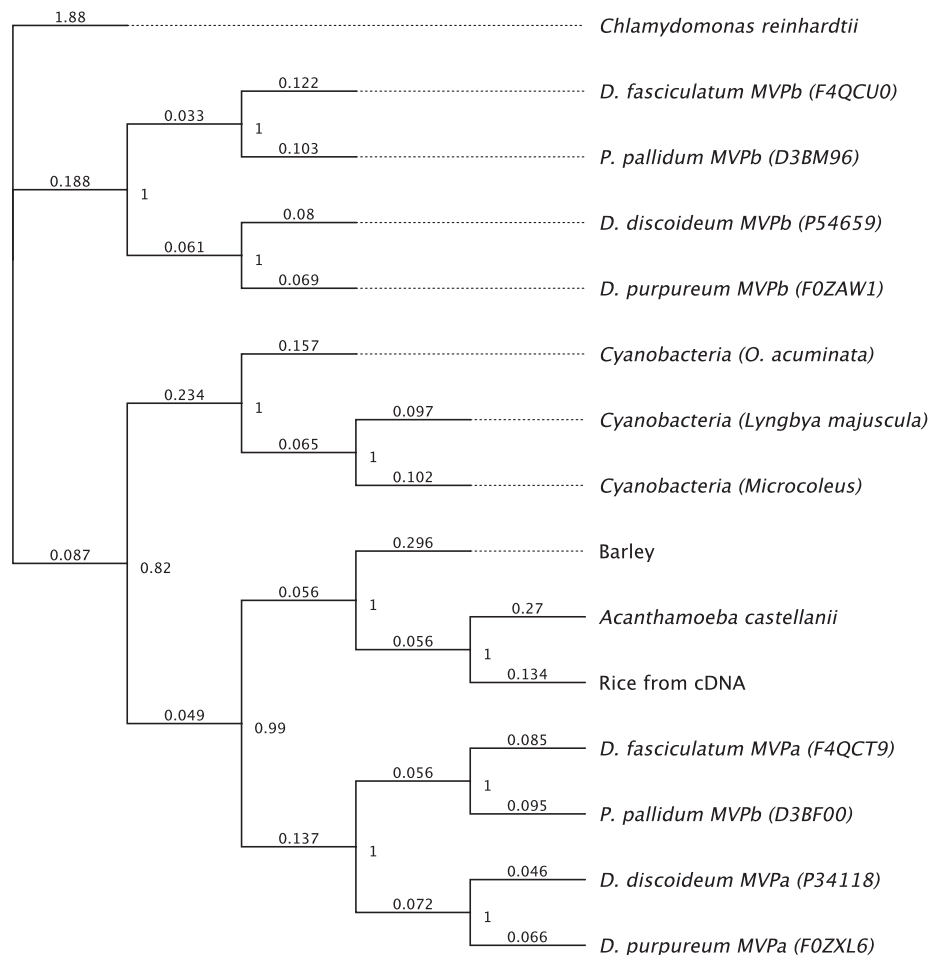 1.88
Chlamydomonas reinhardtii
0.122
D. fasciculatum MVPb (F4QCU0)
0.033
1
0.103
P. pallidum MVPb (D3BM96)
0.188
1
0.08
D. discoideum MVPb (P54659)
0.061
1
0.069
D. purpureum MVPb (F0ZAW1)
0.157
Cyanobacteria (O. acuminata)
0.234
1
0.097
Cyanobacteria (Lyngbya majuscula)
0.065
1
0.102
Cyanobacteria (Microcoleus)
0.087
0.82
0.296
Barley
0.056
1
0.27
Acanthamoeba castellanii
0.056
1
0.134
Rice from cDNA
0.049
0.99
0.085
D. fasciculatum MVPa (F4QCT9)
0.056
1
0.095
P. pallidum MVPb (D3BF00)
0.137
1
0.046
D. discoideum MVPa (P34118)
0.072
1
0.066
D. purpureum MVPa (F0ZXL6)